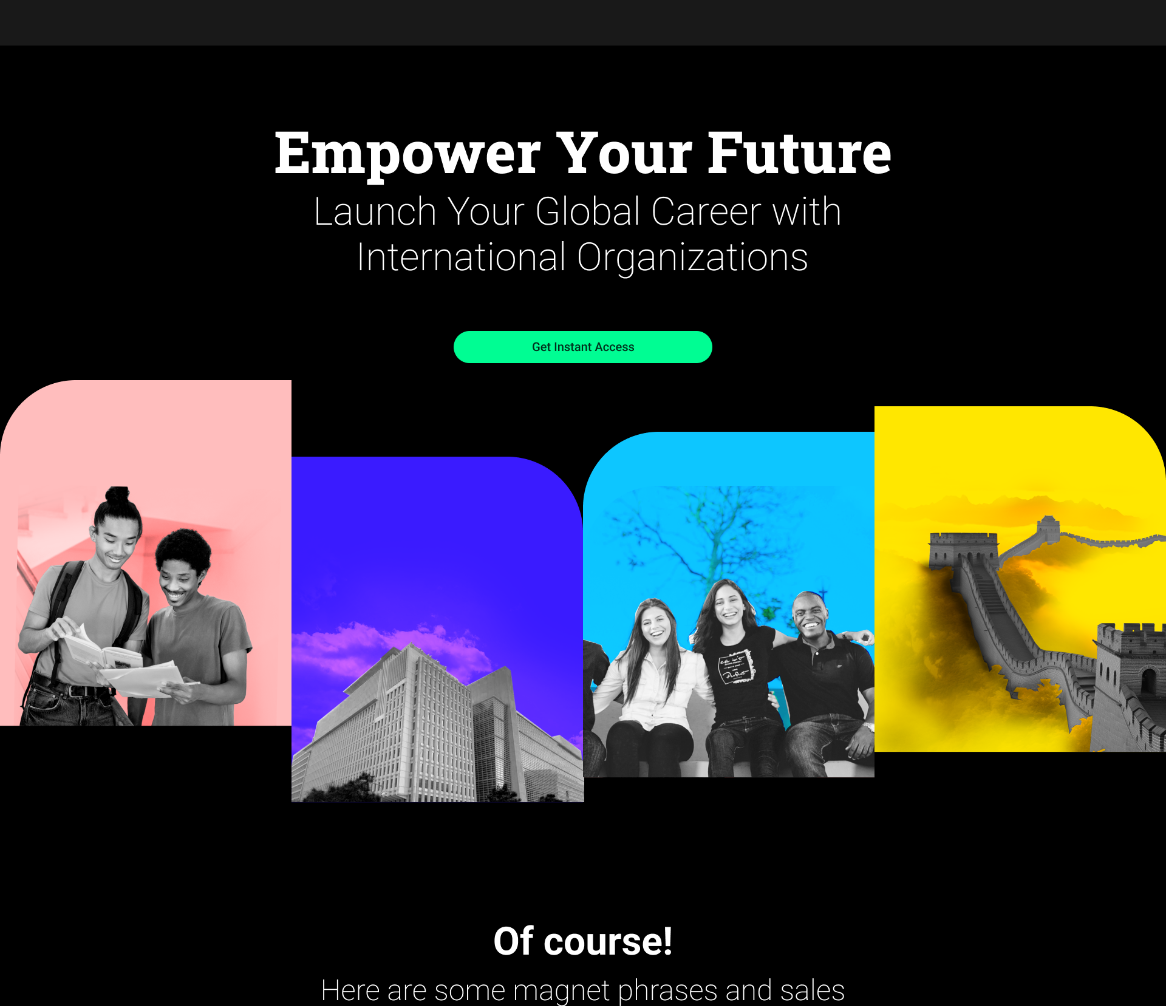 Empower Your Future
Launch Your Global Career with
International Organizations
Get Instant Access
Of course!
Here are some magnet phrases and sales